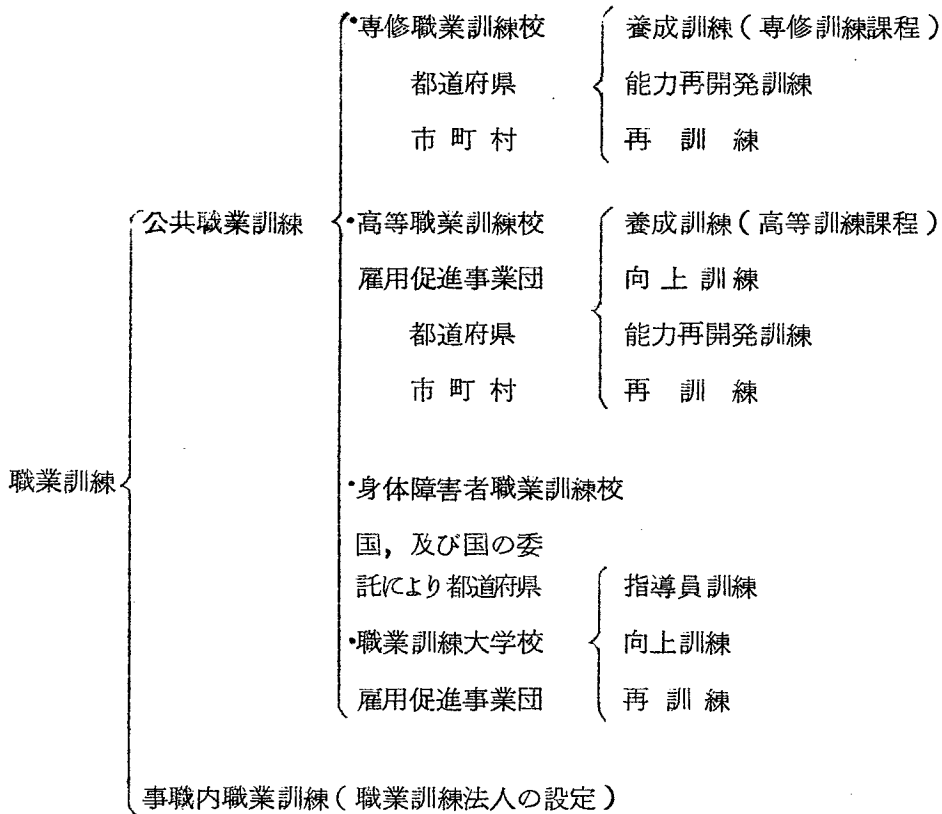 ・専修職業訓練校 養成訓練(専修訓練課程)
都道府県 能力再開発訓練
市町村 再訓練
公共職業訓練 ・高等職業訓練校 養成訓練(高等訓練課程)
雇用促進事業団 向上訓練
都道府県 能力再開発訓練
市町村 再訓練
職業訓練
・身体障害者職業訓練校
国,及び国の委
託により都道府県 指導員訓練
・職業訓練大学校 向上訓練
雇用促進事業団 再訓練
事職内職業訓練(職業訓練法人の設定)